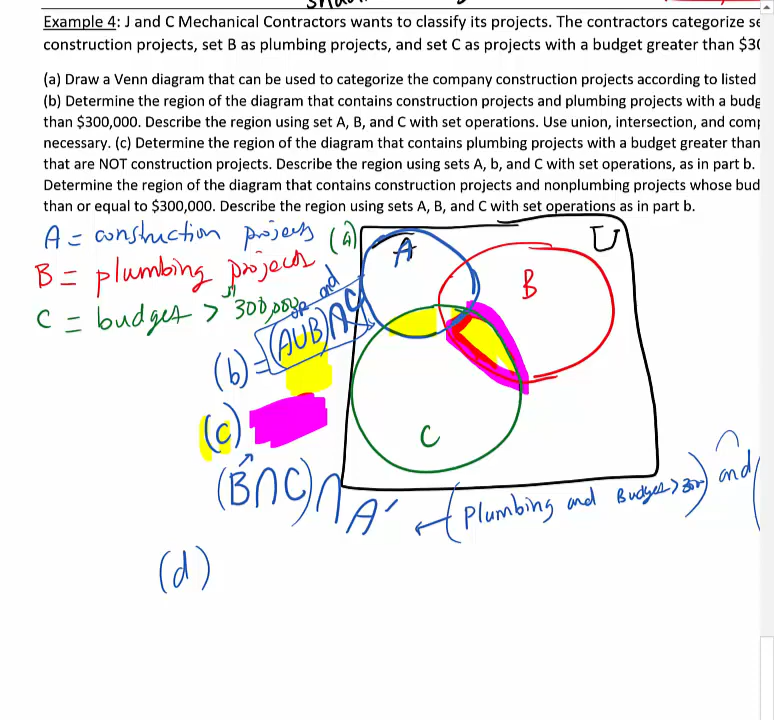 Example 4: J and C Mechanical Contractors wants to classify its projects. The contractors categorize se
construction projects, set B as plumbing projects, and set C as projects with a budget greater than $30
(a) Draw a Venn diagram that can be used to categorize the company construction projects according to listed
(b) Determine the region of the diagram that contains construction projects and plumbing projects with a budg
than $300,000. Describe the region using set A, B, and C with set operations. Use union, intersection, and com
necessary. (c) Determine the region of the diagram that contains plumbing projects with a budget greater than
that are NOT construction projects. Describe the region using sets A, b, and C with set operations, as in part b.
Determine the region of the diagram that contains construction projects and nonplumbing projects whose bud
than or equal to $300,000. Describe the region using sets A, B, and C with set operations as in part b.
A = construction projects (a)
B = plumbing projects
C = budges > 300,000
A
B
U
C
or and
(b) = (A∪B)∩C
(c)
(B∩C)∩A′ ← (Plumbing and Budges > 300) and (
(d)